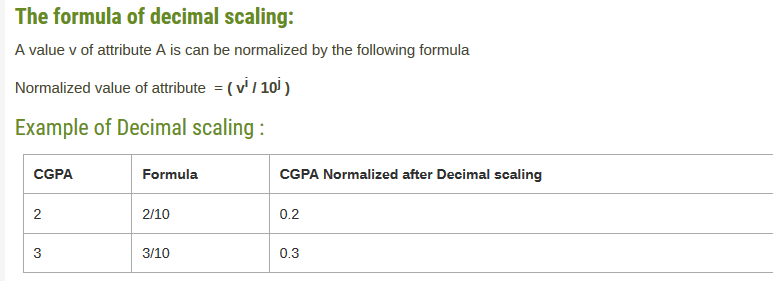 The formula of decimal scaling:
A value v of attribute A is can be normalized by the following formula
Normalized value of attribute = ( vⁱ / 10ʲ )
Example of Decimal scaling :
CGPA Formula CGPA Normalized after Decimal scaling
2 2/10 0.2
3 3/10 0.3